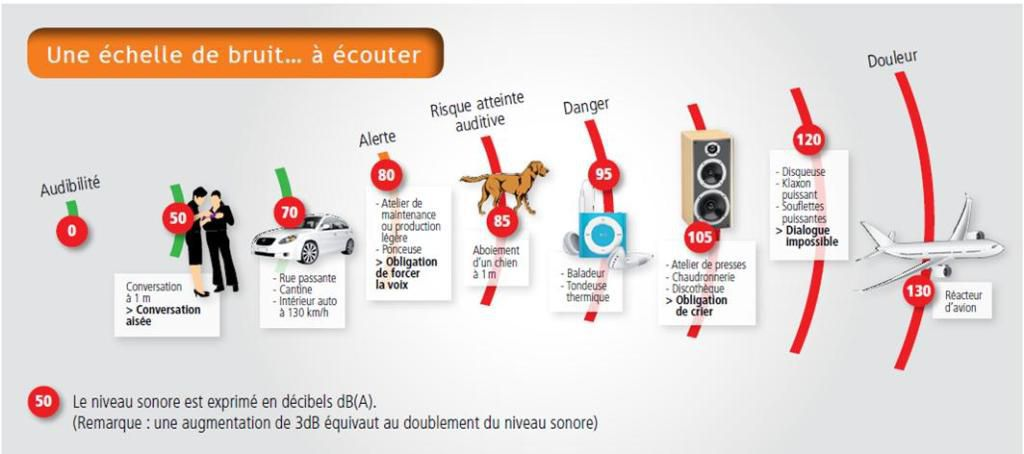 Une échelle de bruit... à écouter
Audibilité
0
50
Conversation
à 1 m
> Conversation
aisée
70
- Rue passante
- Cantine
- Intérieur auto
à 130 km/h
Alerte
80
- Atelier de
maintenance
ou production
légère
- Ponceuse
> Obligation
de forcer
la voix
Risque atteinte
auditive
85
Aboiement
d'un chien
à 1 m
Danger
95
- Baladeur
- Tondeuse
thermique
105
- Atelier de presses
- Chaudronnerie
- Discothèque
> Obligation
de crier
120
- Disqueuse
- Klaxon
puissant
- Souflettes
puissantes
> Dialogue
impossible
Douleur
130
Réacteur
d'avion
50 Le niveau sonore est exprimé en décibels dB(A).
(Remarque : une augmentation de 3dB équivaut au doublement du niveau sonore)